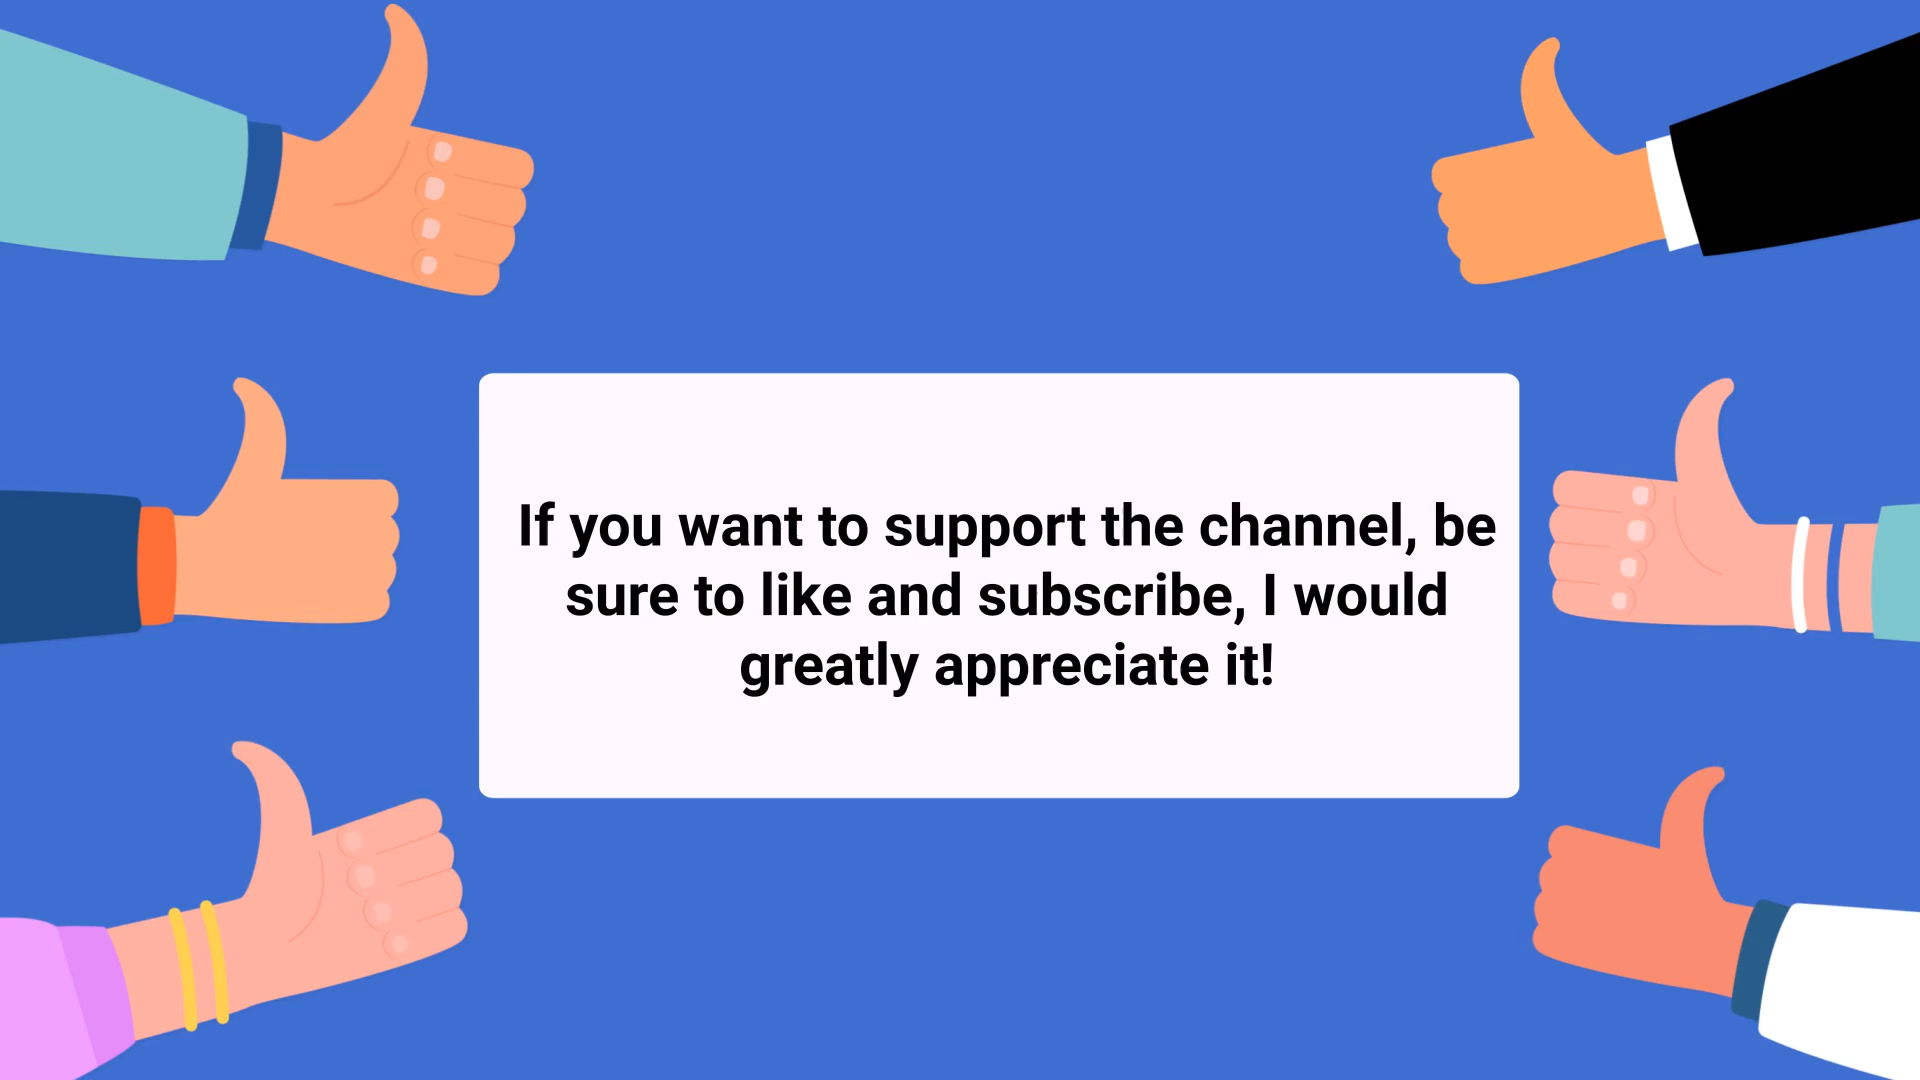 If you want to support the channel, be
sure to like and subscribe, I would
greatly appreciate it!